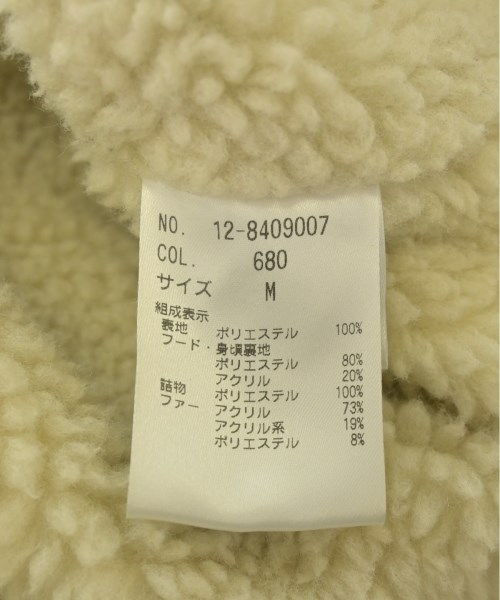 NO. 12-8409007
COL. 680
サイズ M
組成表示
表地 ポリエステル 100%
フード・身頃裏地
ポリエステル 80%
アクリル 20%
詰物 ポリエステル 100%
ファー アクリル 73%
アクリル系 19%
ポリエステル 8%